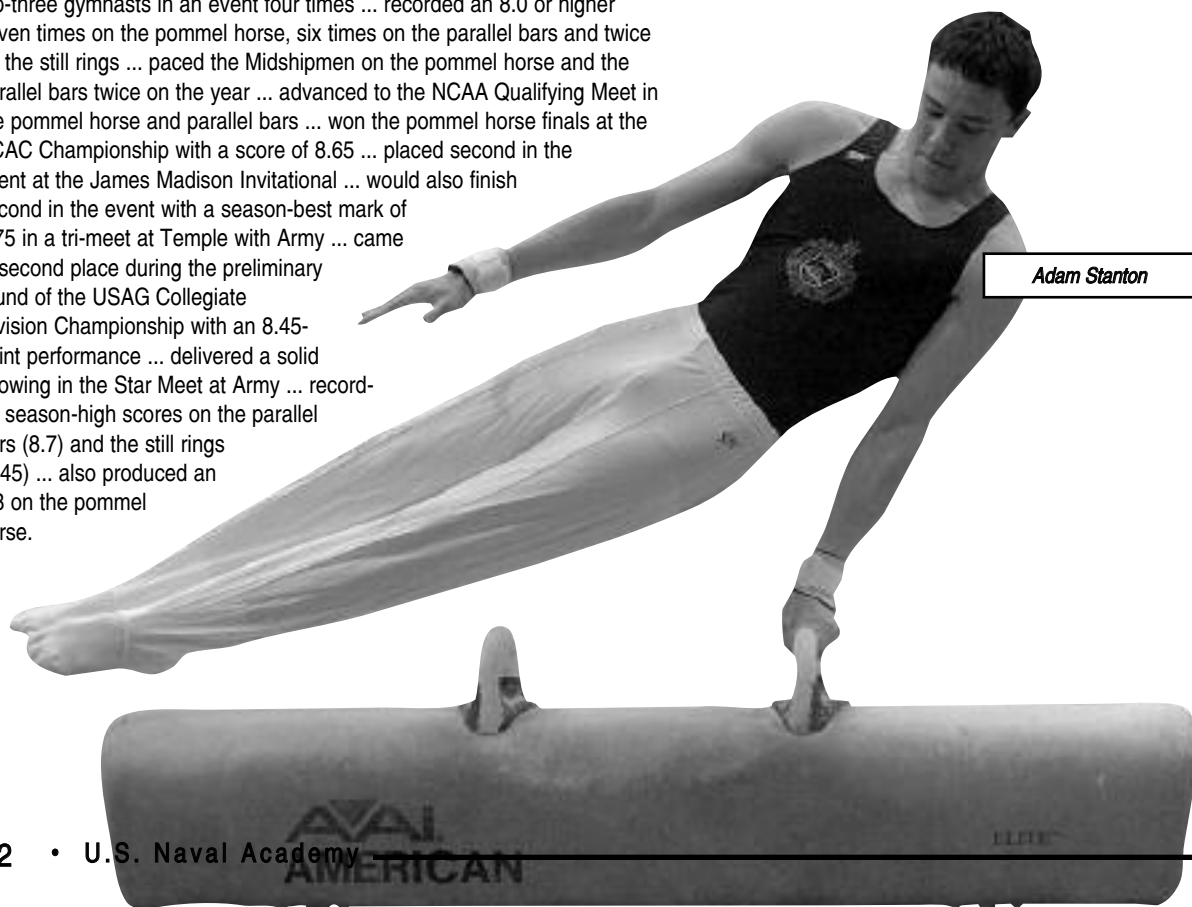 -three gymnasts in an event four times ... recorded an 8.0 or higher
ven times on the pommel horse, six times on the parallel bars and twice
the still rings ... paced the Midshipmen on the pommel horse and the
rallel bars twice on the year ... advanced to the NCAA Qualifying Meet in
e pommel horse and parallel bars ... won the pommel horse finals at the
CAC Championship with a score of 8.65 ... placed second in the
ent at the James Madison Invitational ... would also finish
cond in the event with a season-best mark of
75 in a tri-meet at Temple with Army ... came
second place during the preliminary
und of the USAG Collegiate
vision Championship with an 8.45-
int performance ... delivered a solid
owing in the Star Meet at Army ... record-
season-high scores on the parallel
rs (8.7) and the still rings
45) ... also produced an
3 on the pommel
rse.
Adam Stanton
AAI
AMERICAN
ELITE
2 • U.S. Naval Academy